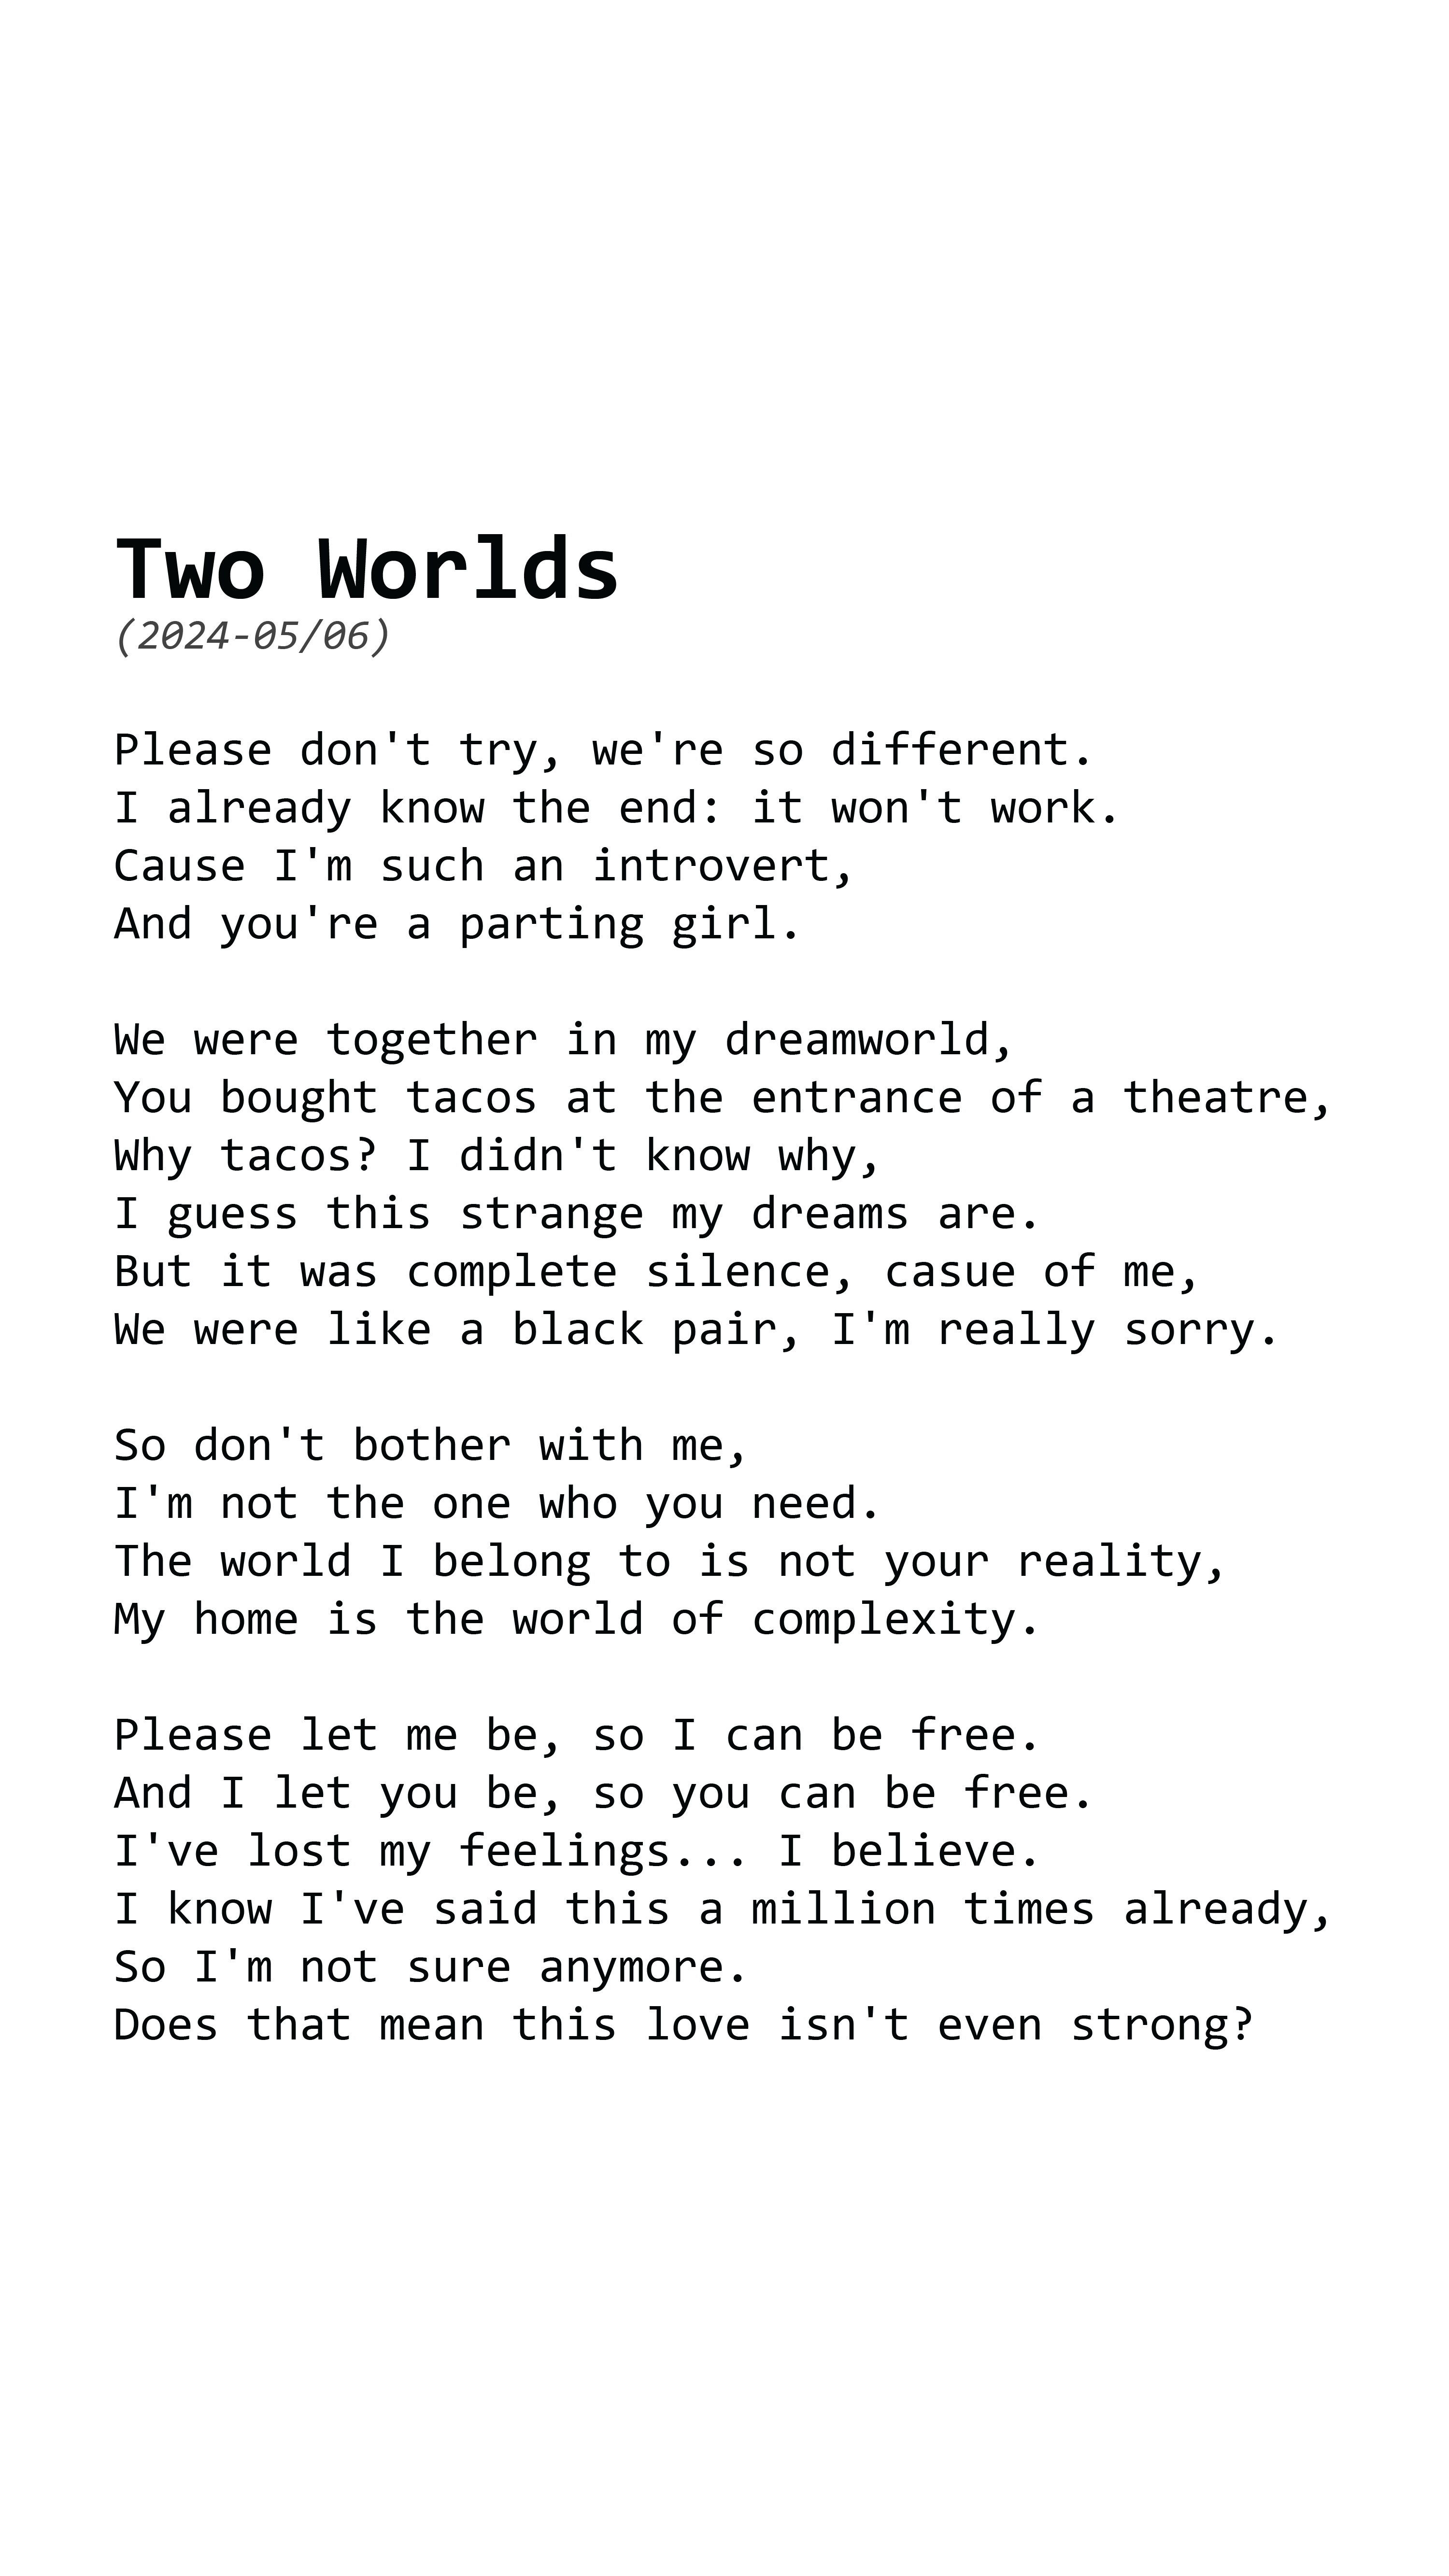 Two Worlds
(2024-05/06)
Please don't try, we're so different.
I already know the end: it won't work.
Cause I'm such an introvert,
And you're a parting girl.
We were together in my dreamworld,
You bought tacos at the entrance of a theatre,
Why tacos? I didn't know why,
I guess this strange my dreams are.
But it was complete silence, casue of me,
We were like a black pair, I'm really sorry.
So don't bother with me,
I'm not the one who you need.
The world I belong to is not your reality,
My home is the world of complexity.
Please let me be, so I can be free.
And I let you be, so you can be free.
I've lost my feelings... I believe.
I know I've said this a million times already,
So I'm not sure anymore.
Does that mean this love isn't even strong?